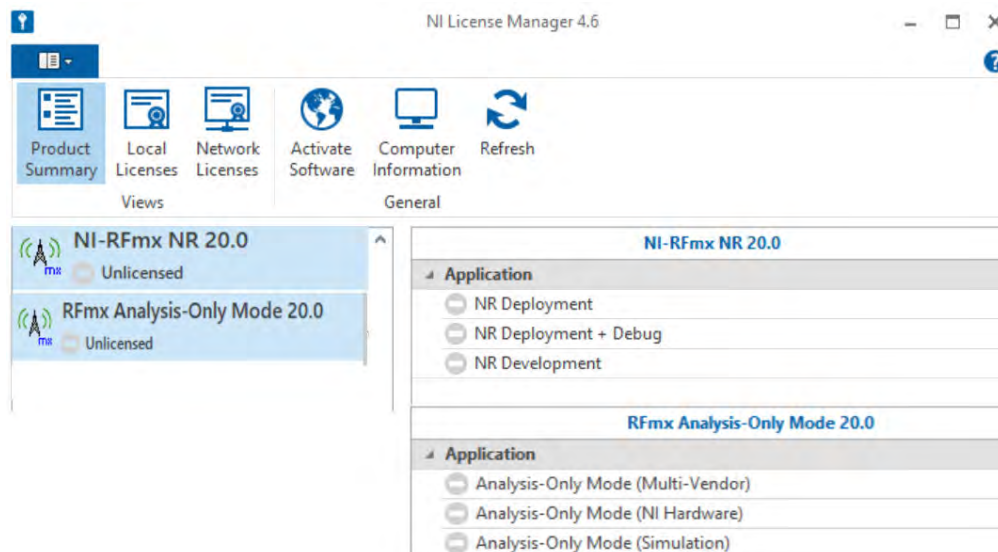 NI License Manager 4.6
Product Summary
Local Licenses
Network Licenses
Activate Software
Computer Information
Refresh
Views
General
NI-RFmx NR 20.0
mx
Unlicensed
RFmx Analysis-Only Mode 20.0
mx
Unlicensed
NI-RFmx NR 20.0
Application
NR Deployment
NR Deployment + Debug
NR Development
RFmx Analysis-Only Mode 20.0
Application
Analysis-Only Mode (Multi-Vendor)
Analysis-Only Mode (NI Hardware)
Analysis-Only Mode (Simulation)